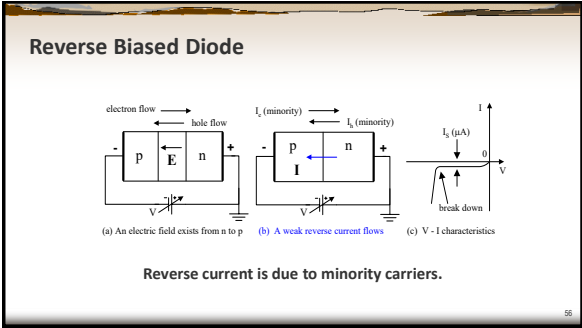 Reverse Biased Diode
electron flow
hole flow
-
p
E
n
+
V
- +
(a) An electric field exists from n to p
Ie (minority)
Ih (minority)
-
p
n
I
+
V
- +
(b) A weak reverse current flows
I
IS (μA)
0
V
break down
(c) V - I characteristics
Reverse current is due to minority carriers.
56